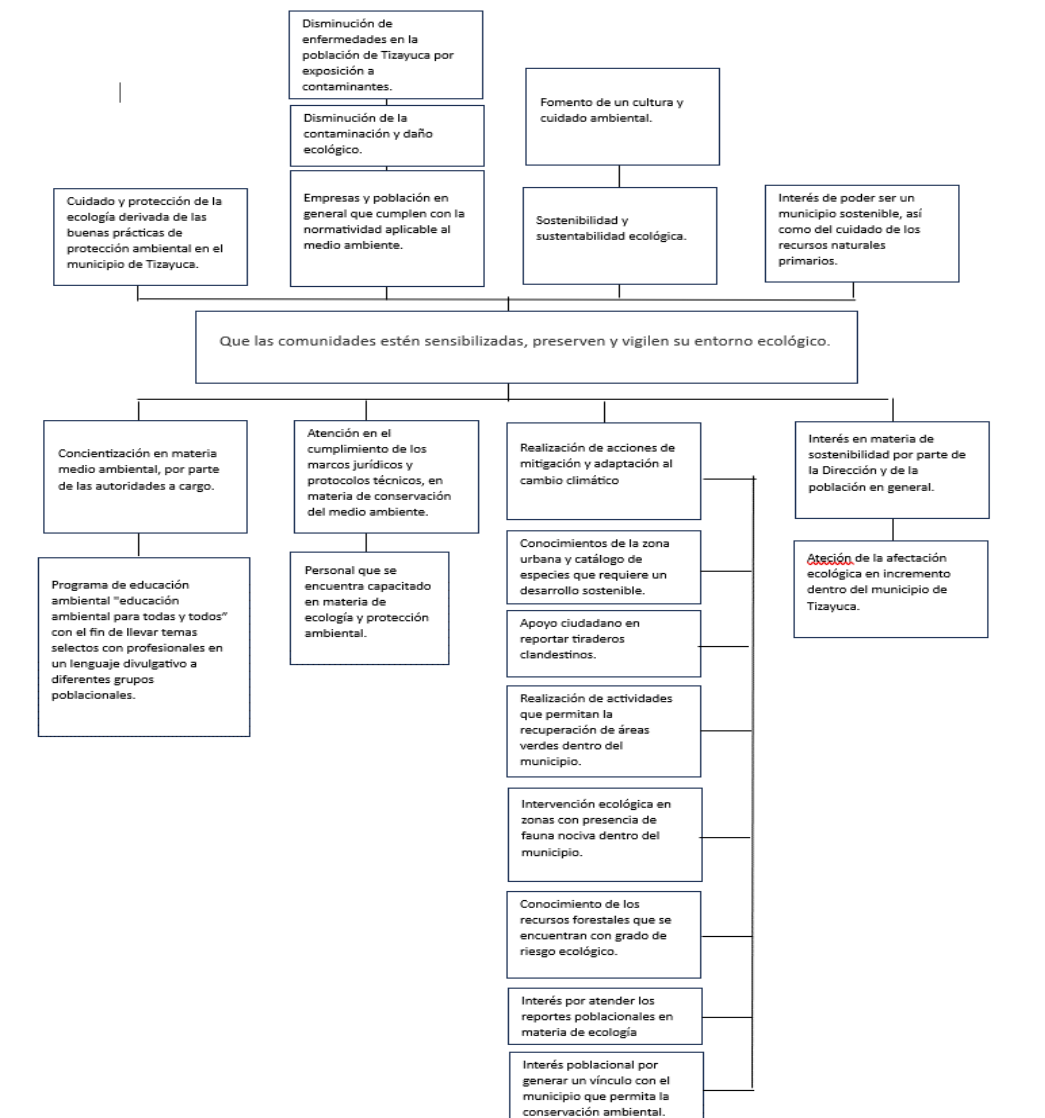 Disminución de
enfermedades en la
población de Tizayuca por
exposición a
contaminantes.
Disminución de la
contaminación y daño
ecológico.
Fomento de un cultura y
cuidado ambiental.
Cuidado y protección de la
ecología derivada de las
buenas prácticas de
protección ambiental en el
municipio de Tizayuca.
Empresas y población en
general que cumplen con la
normatividad aplicable al
medio ambiente.
Sostenibilidad y
sustentabilidad ecológica.
Interés de poder ser un
municipio sostenible, así
como del cuidado de los
recursos naturales
primarios.
Que las comunidades estén sensibilizadas, preserven y vigilen su entorno ecológico.
Concientización en materia
medio ambiental, por parte
de las autoridades a cargo.
Atención en el
cumplimiento de los
marcos jurídicos y
protocolos técnicos, en
materia de conservación
del medio ambiente.
Realización de acciones de
mitigación y adaptación al
cambio climático
Interés en materia de
sostenibilidad por parte de
la Dirección y de la
población en general.
Programa de educación
ambiental "educación
ambiental para todas y todos"
con el fin de llevar temas
selectos con profesionales en
un lenguaje divulgativo a
diferentes grupos
poblacionales.
Personal que se
encuentra capacitado
en materia de
ecología y protección
ambiental.
Conocimientos de la zona
urbana y catálogo de
especies que requiere un
desarrollo sostenible.
Ateción de la afectación
ecológica en incremento
dentro del municipio de
Tizayuca.
Apoyo ciudadano en
reportar tiraderos
clandestinos.
Realización de actividades
que permitan la
recuperación de áreas
verdes dentro del
municipio.
Intervención ecológica en
zonas con presencia de
fauna nociva dentro del
municipio.
Conocimiento de los
recursos forestales que se
encuentran con grado de
riesgo ecológico.
Interés por atender los
reportes poblacionales en
materia de ecología
Interés poblacional por
generar un vínculo con el
municipio que permita la
conservación ambiental.